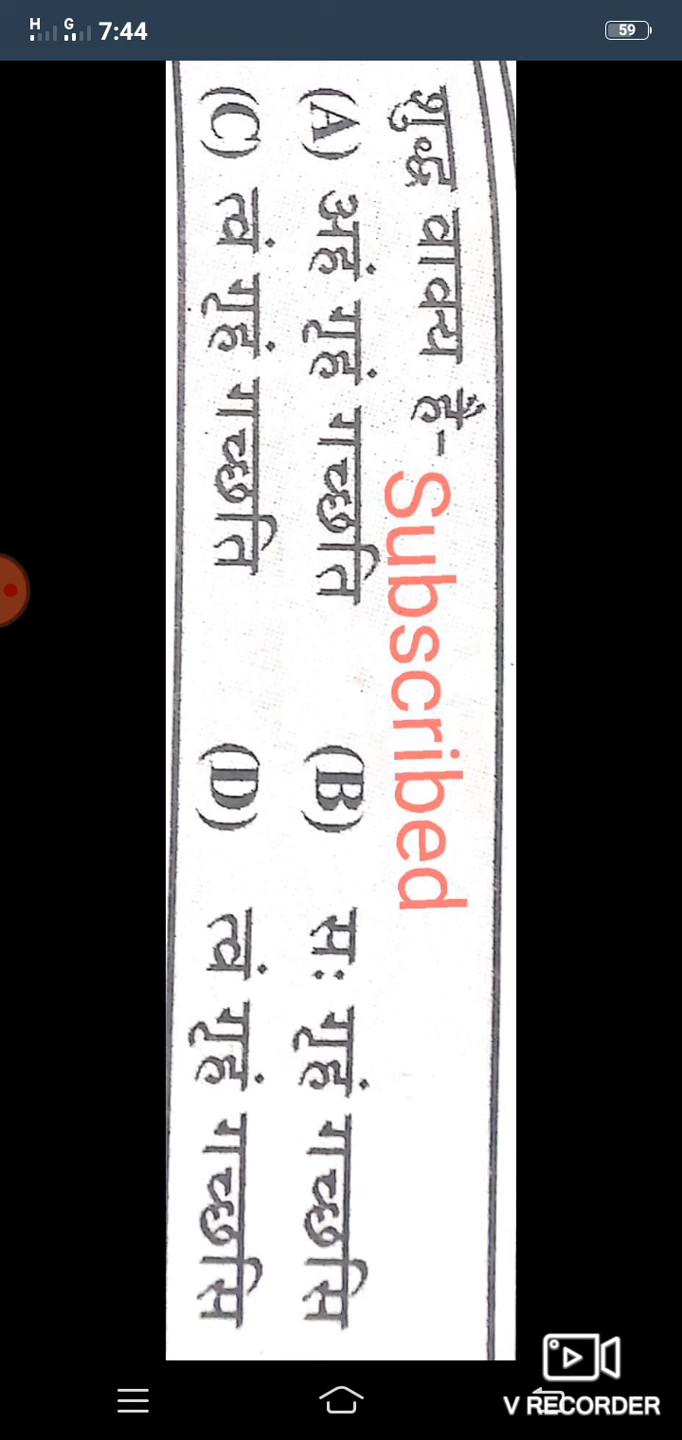 H G 7:44 59
शुद्ध वाक्य है- Subscribed
(A) अहं गृहं गच्छति (B) सः गृहं गच्छसि
(C) त्वं गृहं गच्छति (D) त्वं गृहं गच्छसि
V RECORDER